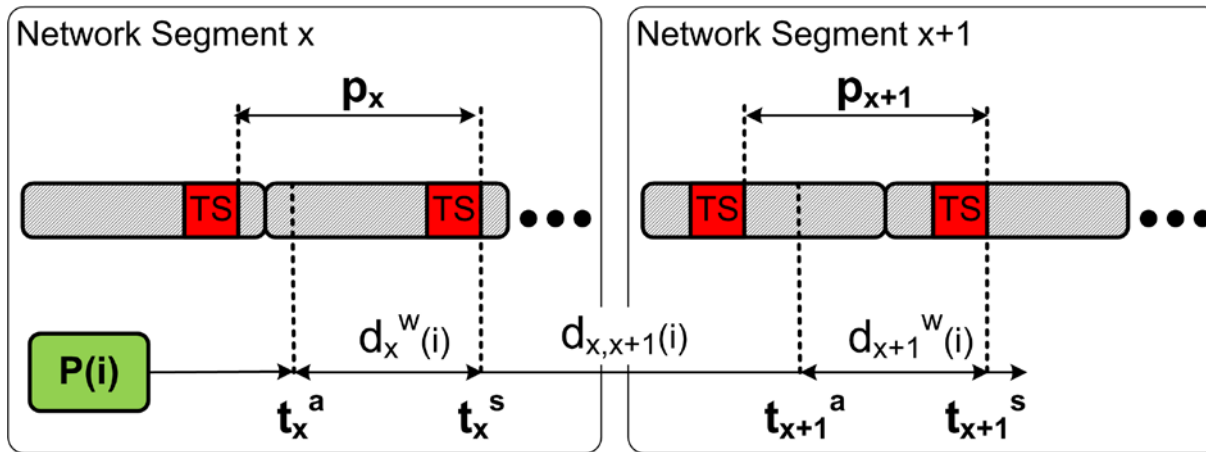 Network Segment x
Network Segment x+1
pₓ
pₓ₊₁
TS
TS
TS
TS
P(i)
dₓʷ(i)
dₓ,ₓ₊₁(i)
dₓ₊₁ʷ(i)
tₓᵃ
tₓˢ
tₓ₊₁ᵃ
tₓ₊₁ˢ